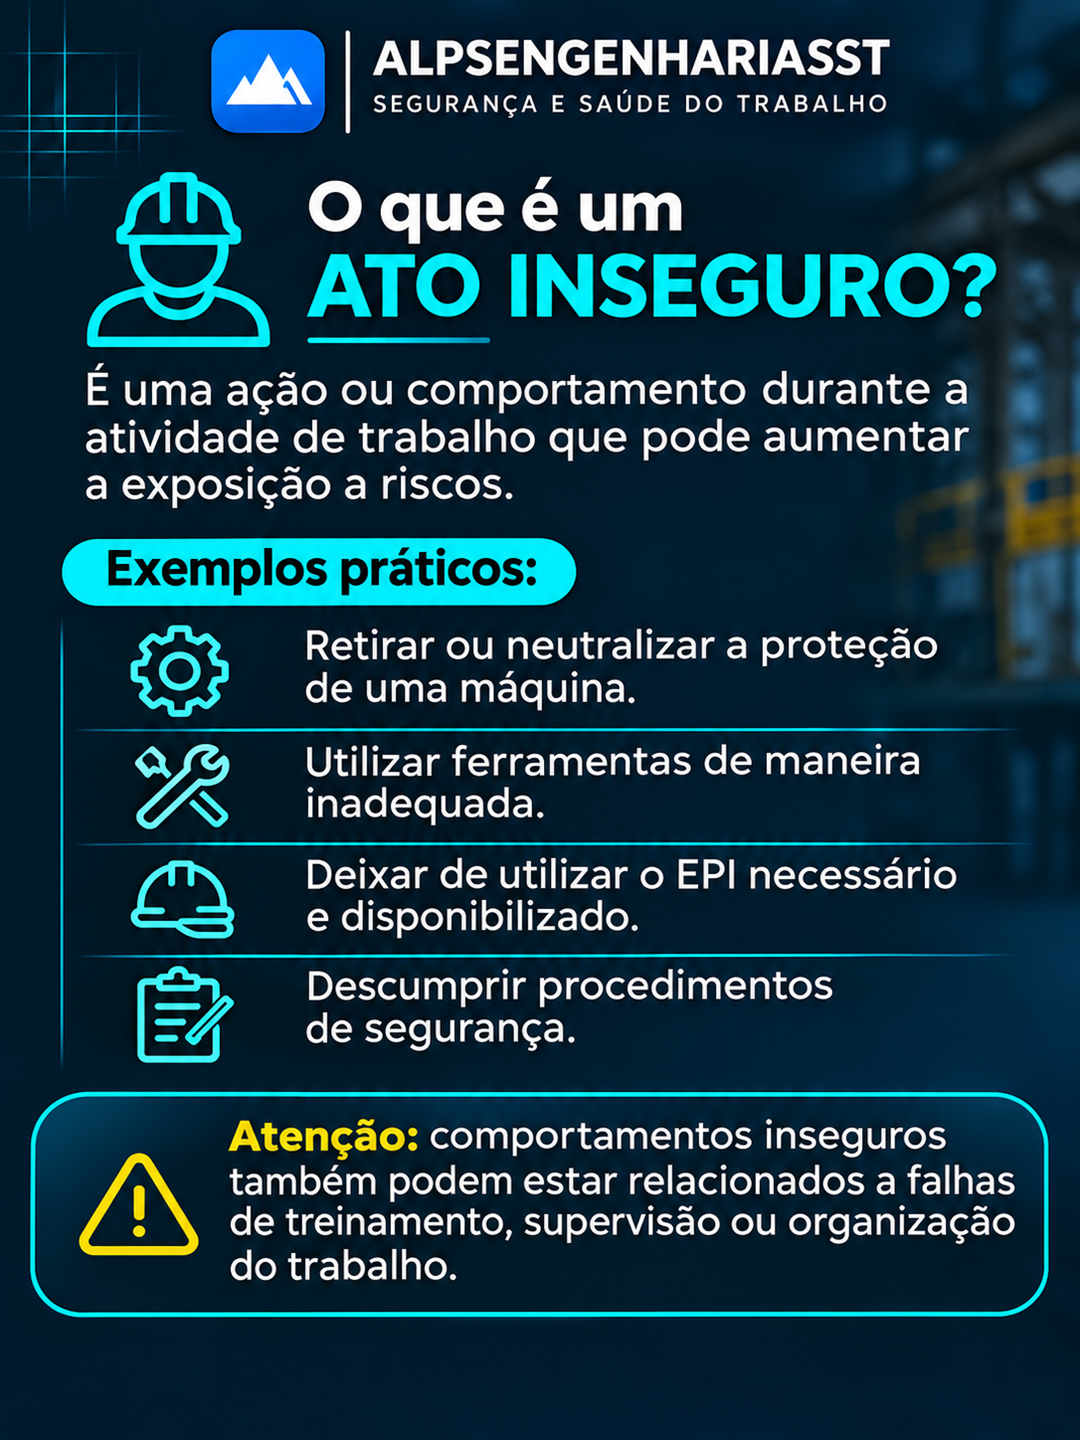 ALPSENGENHARIASST
SEGURANÇA E SAÚDE DO TRABALHO
O que é um
ATO INSEGURO?
É uma ação ou comportamento durante a
atividade de trabalho que pode aumentar
a exposição a riscos.
Exemplos práticos:
Retirar ou neutralizar a proteção
de uma máquina.
Utilizar ferramentas de maneira
inadequada.
Deixar de utilizar o EPI necessário
e disponibilizado.
Descumprir procedimentos
de segurança.
Atenção: comportamentos inseguros
também podem estar relacionados a falhas
de treinamento, supervisão ou organização
do trabalho.